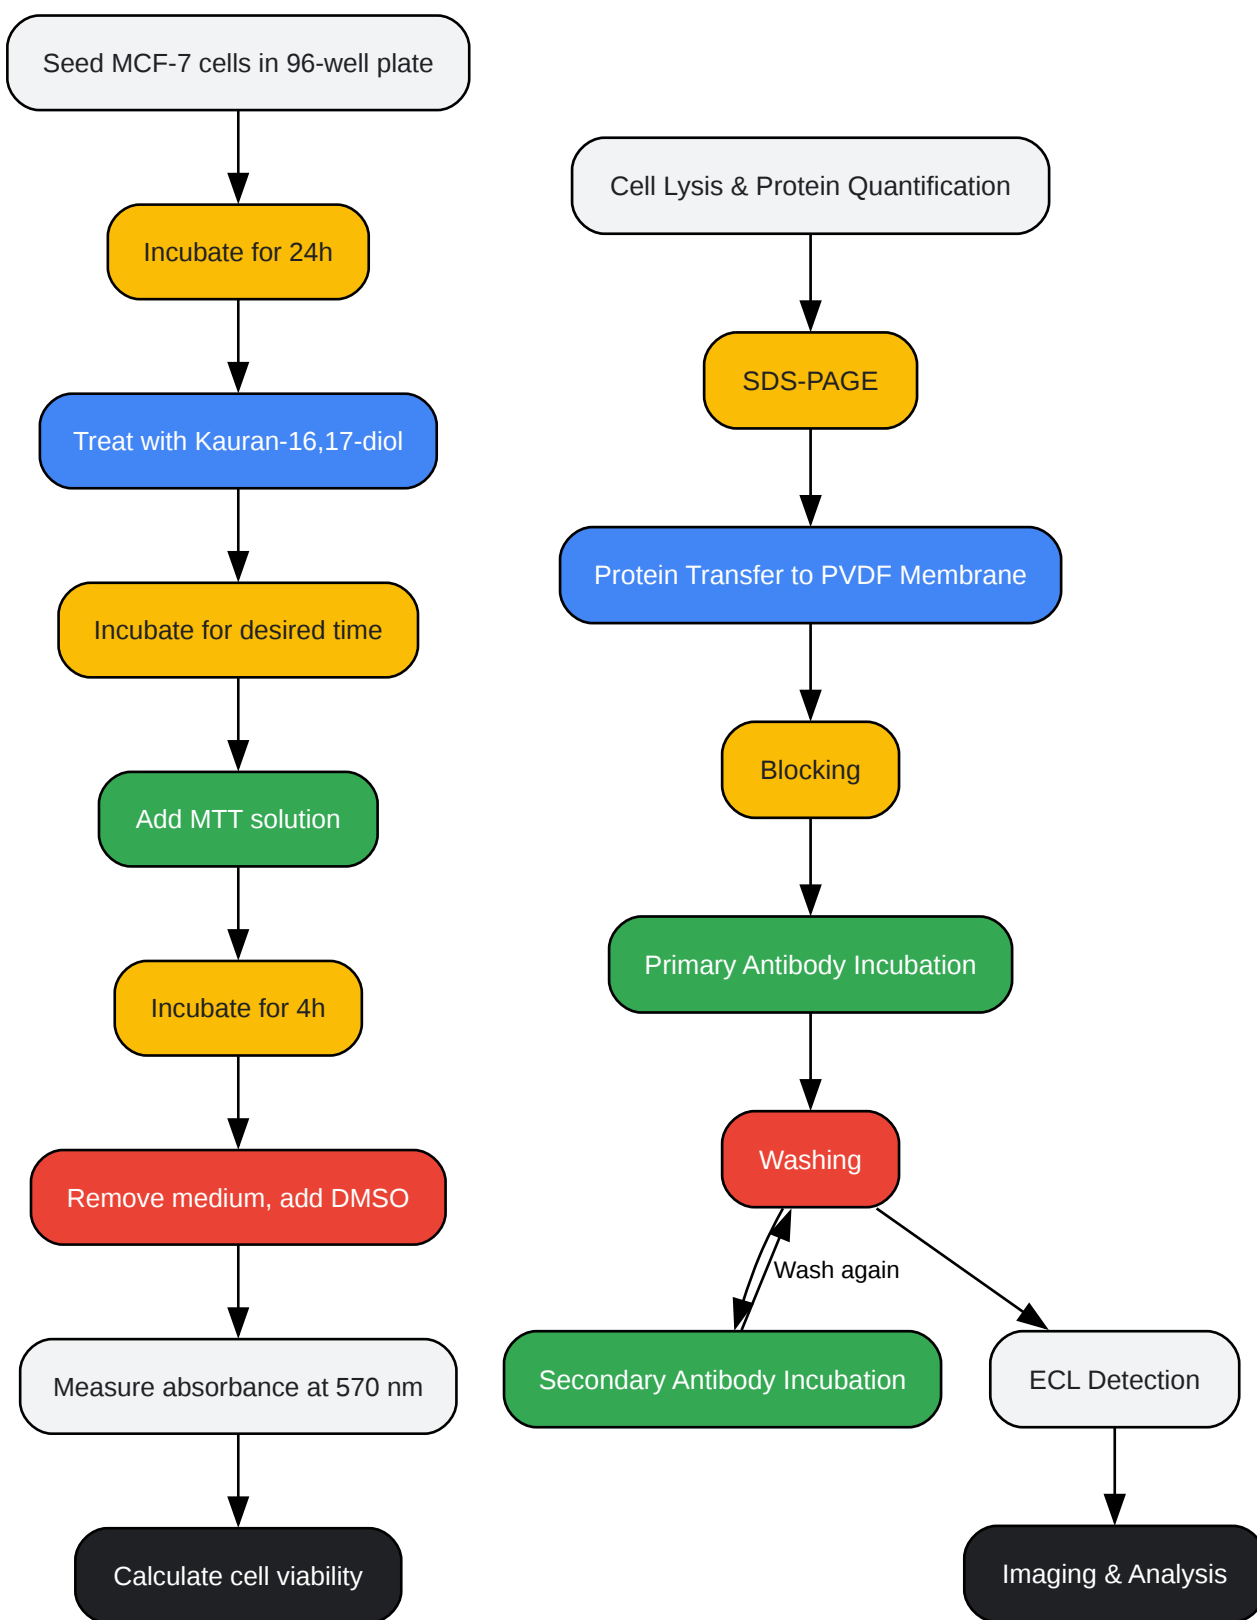 Seed MCF-7 cells in 96-well plate
Incubate for 24h
Treat with Kauran-16,17-diol
Incubate for desired time
Add MTT solution
Incubate for 4h
Remove medium, add DMSO
Measure absorbance at 570 nm
Calculate cell viability
Cell Lysis & Protein Quantification
SDS-PAGE
Protein Transfer to PVDF Membrane
Blocking
Primary Antibody Incubation
Washing
Wash again
Secondary Antibody Incubation
ECL Detection
Imaging & Analysis